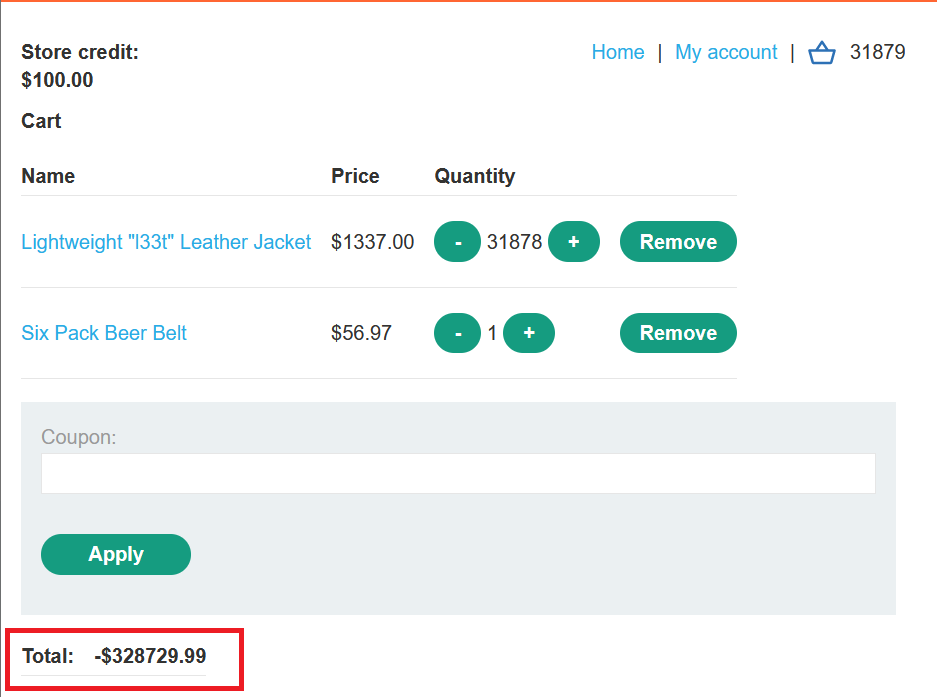 Store credit:
$100.00
Home | My account | 31879
Cart
Name Price Quantity
Lightweight "l33t" Leather Jacket $1337.00 - 31878 + Remove
Six Pack Beer Belt $56.97 - 1 + Remove
Coupon:
Apply
Total: -$328729.99